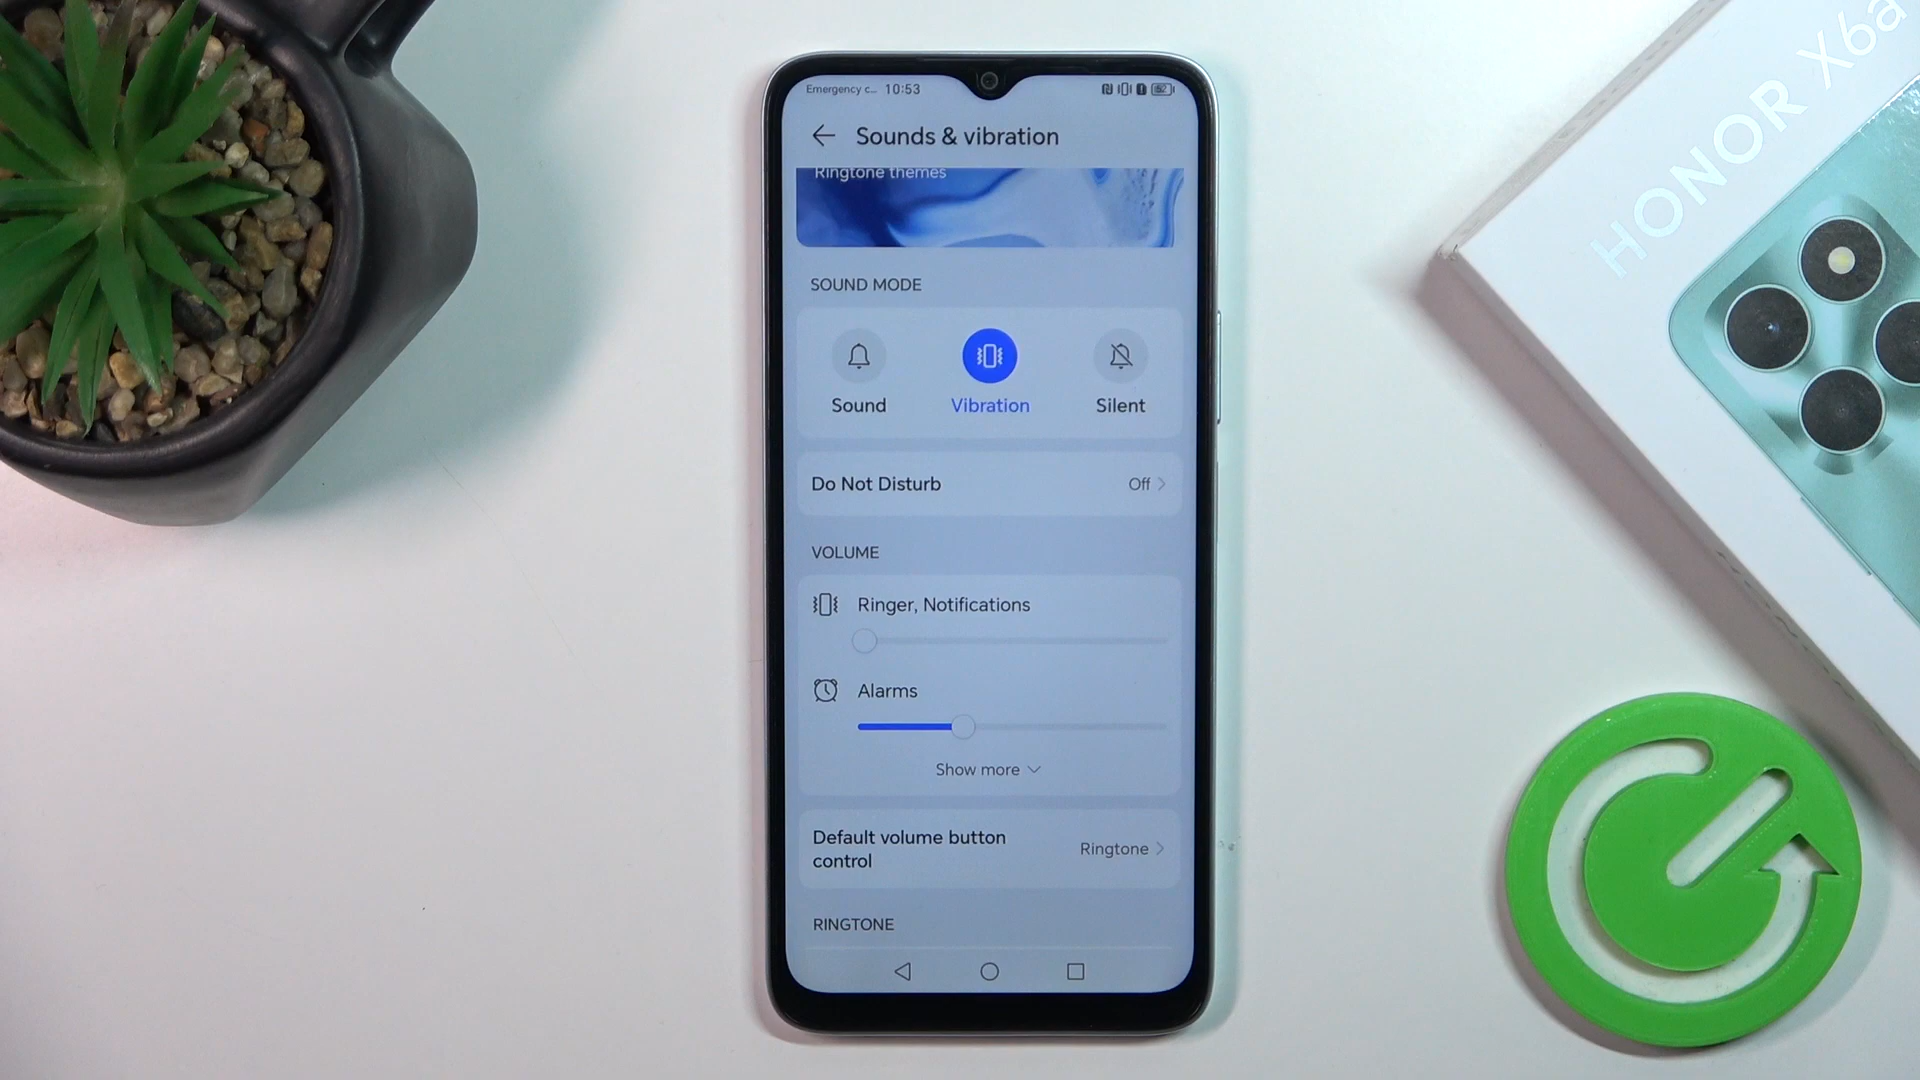 Emergency c... 10:53
62
Sounds & vibration
Ringtone themes
SOUND MODE
Sound
Vibration
Silent
Do Not Disturb
Off
VOLUME
Ringer, Notifications
Alarms
Show more
Default volume button
control
Ringtone
RINGTONE
HONOR X6a